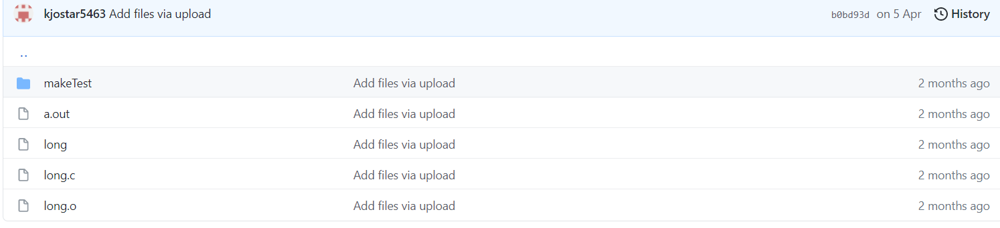 kjostar5463 Add files via upload b0bd93d on 5 Apr History
..
makeTest Add files via upload 2 months ago
a.out Add files via upload 2 months ago
long Add files via upload 2 months ago
long.c Add files via upload 2 months ago
long.o Add files via upload 2 months ago